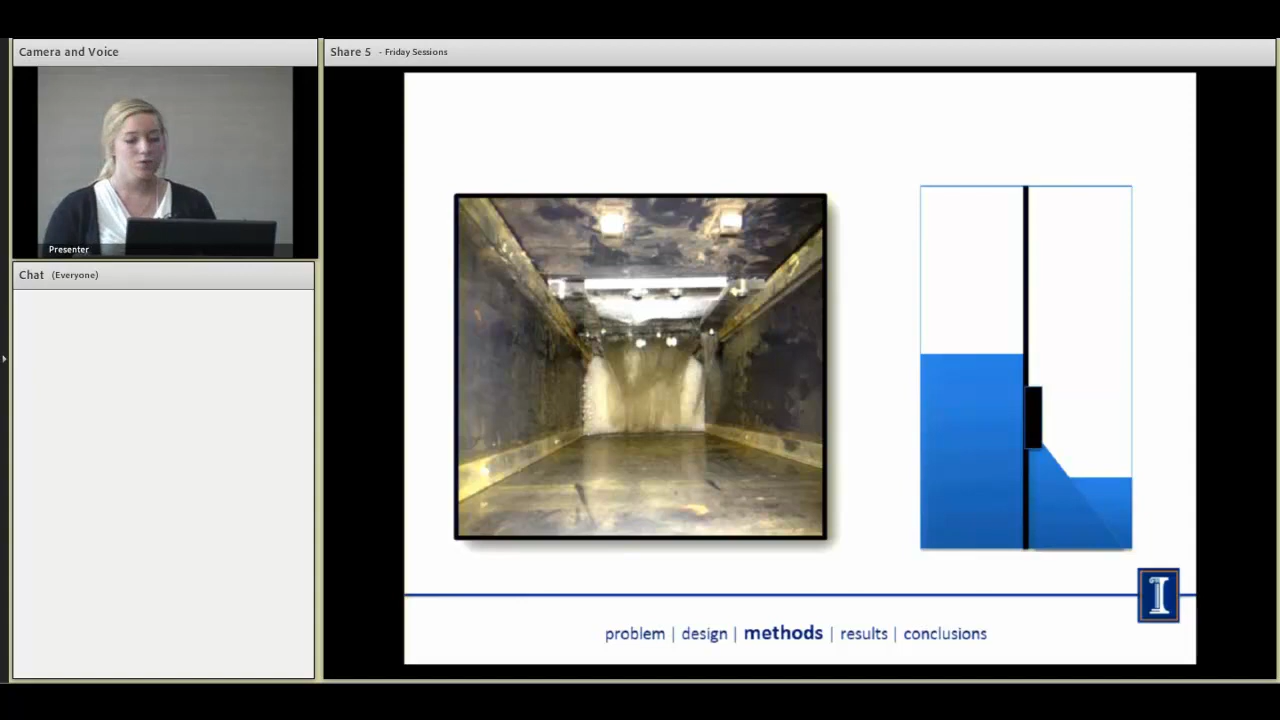 Camera and Voice
Share 5 - Friday Sessions
Presenter
Chat (Everyone)
I
problem | design | methods | results | conclusions